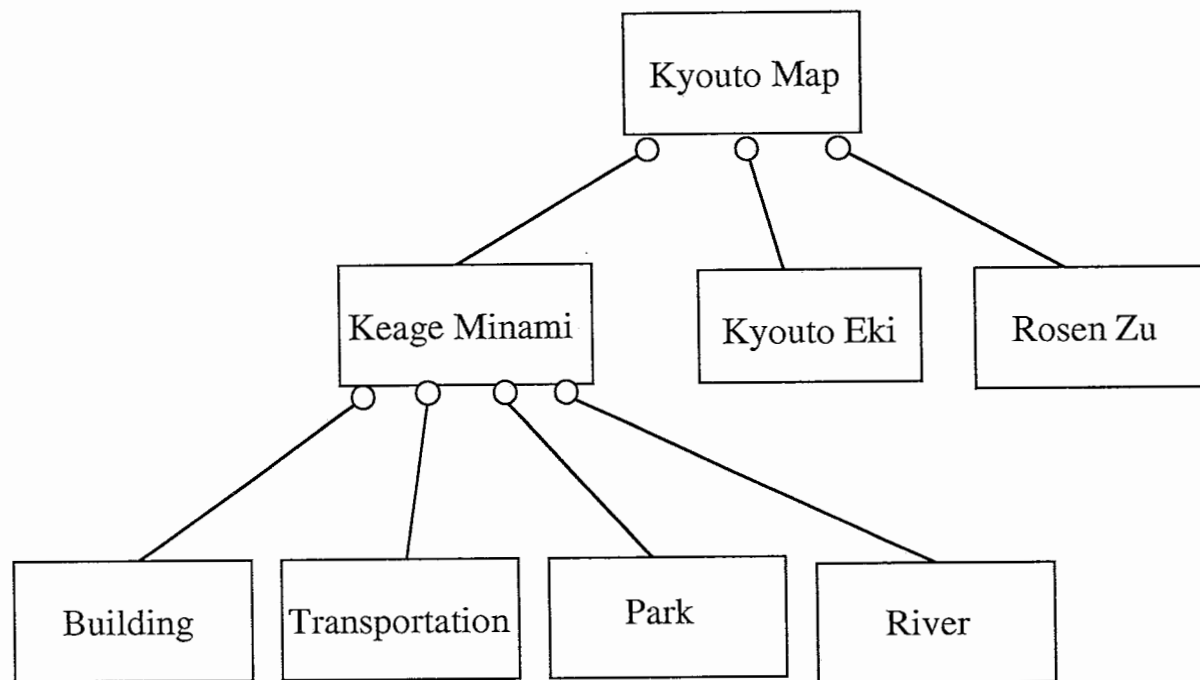 Kyouto Map
Keage Minami
Kyouto Eki
Rosen Zu
Building
Transportation
Park
River